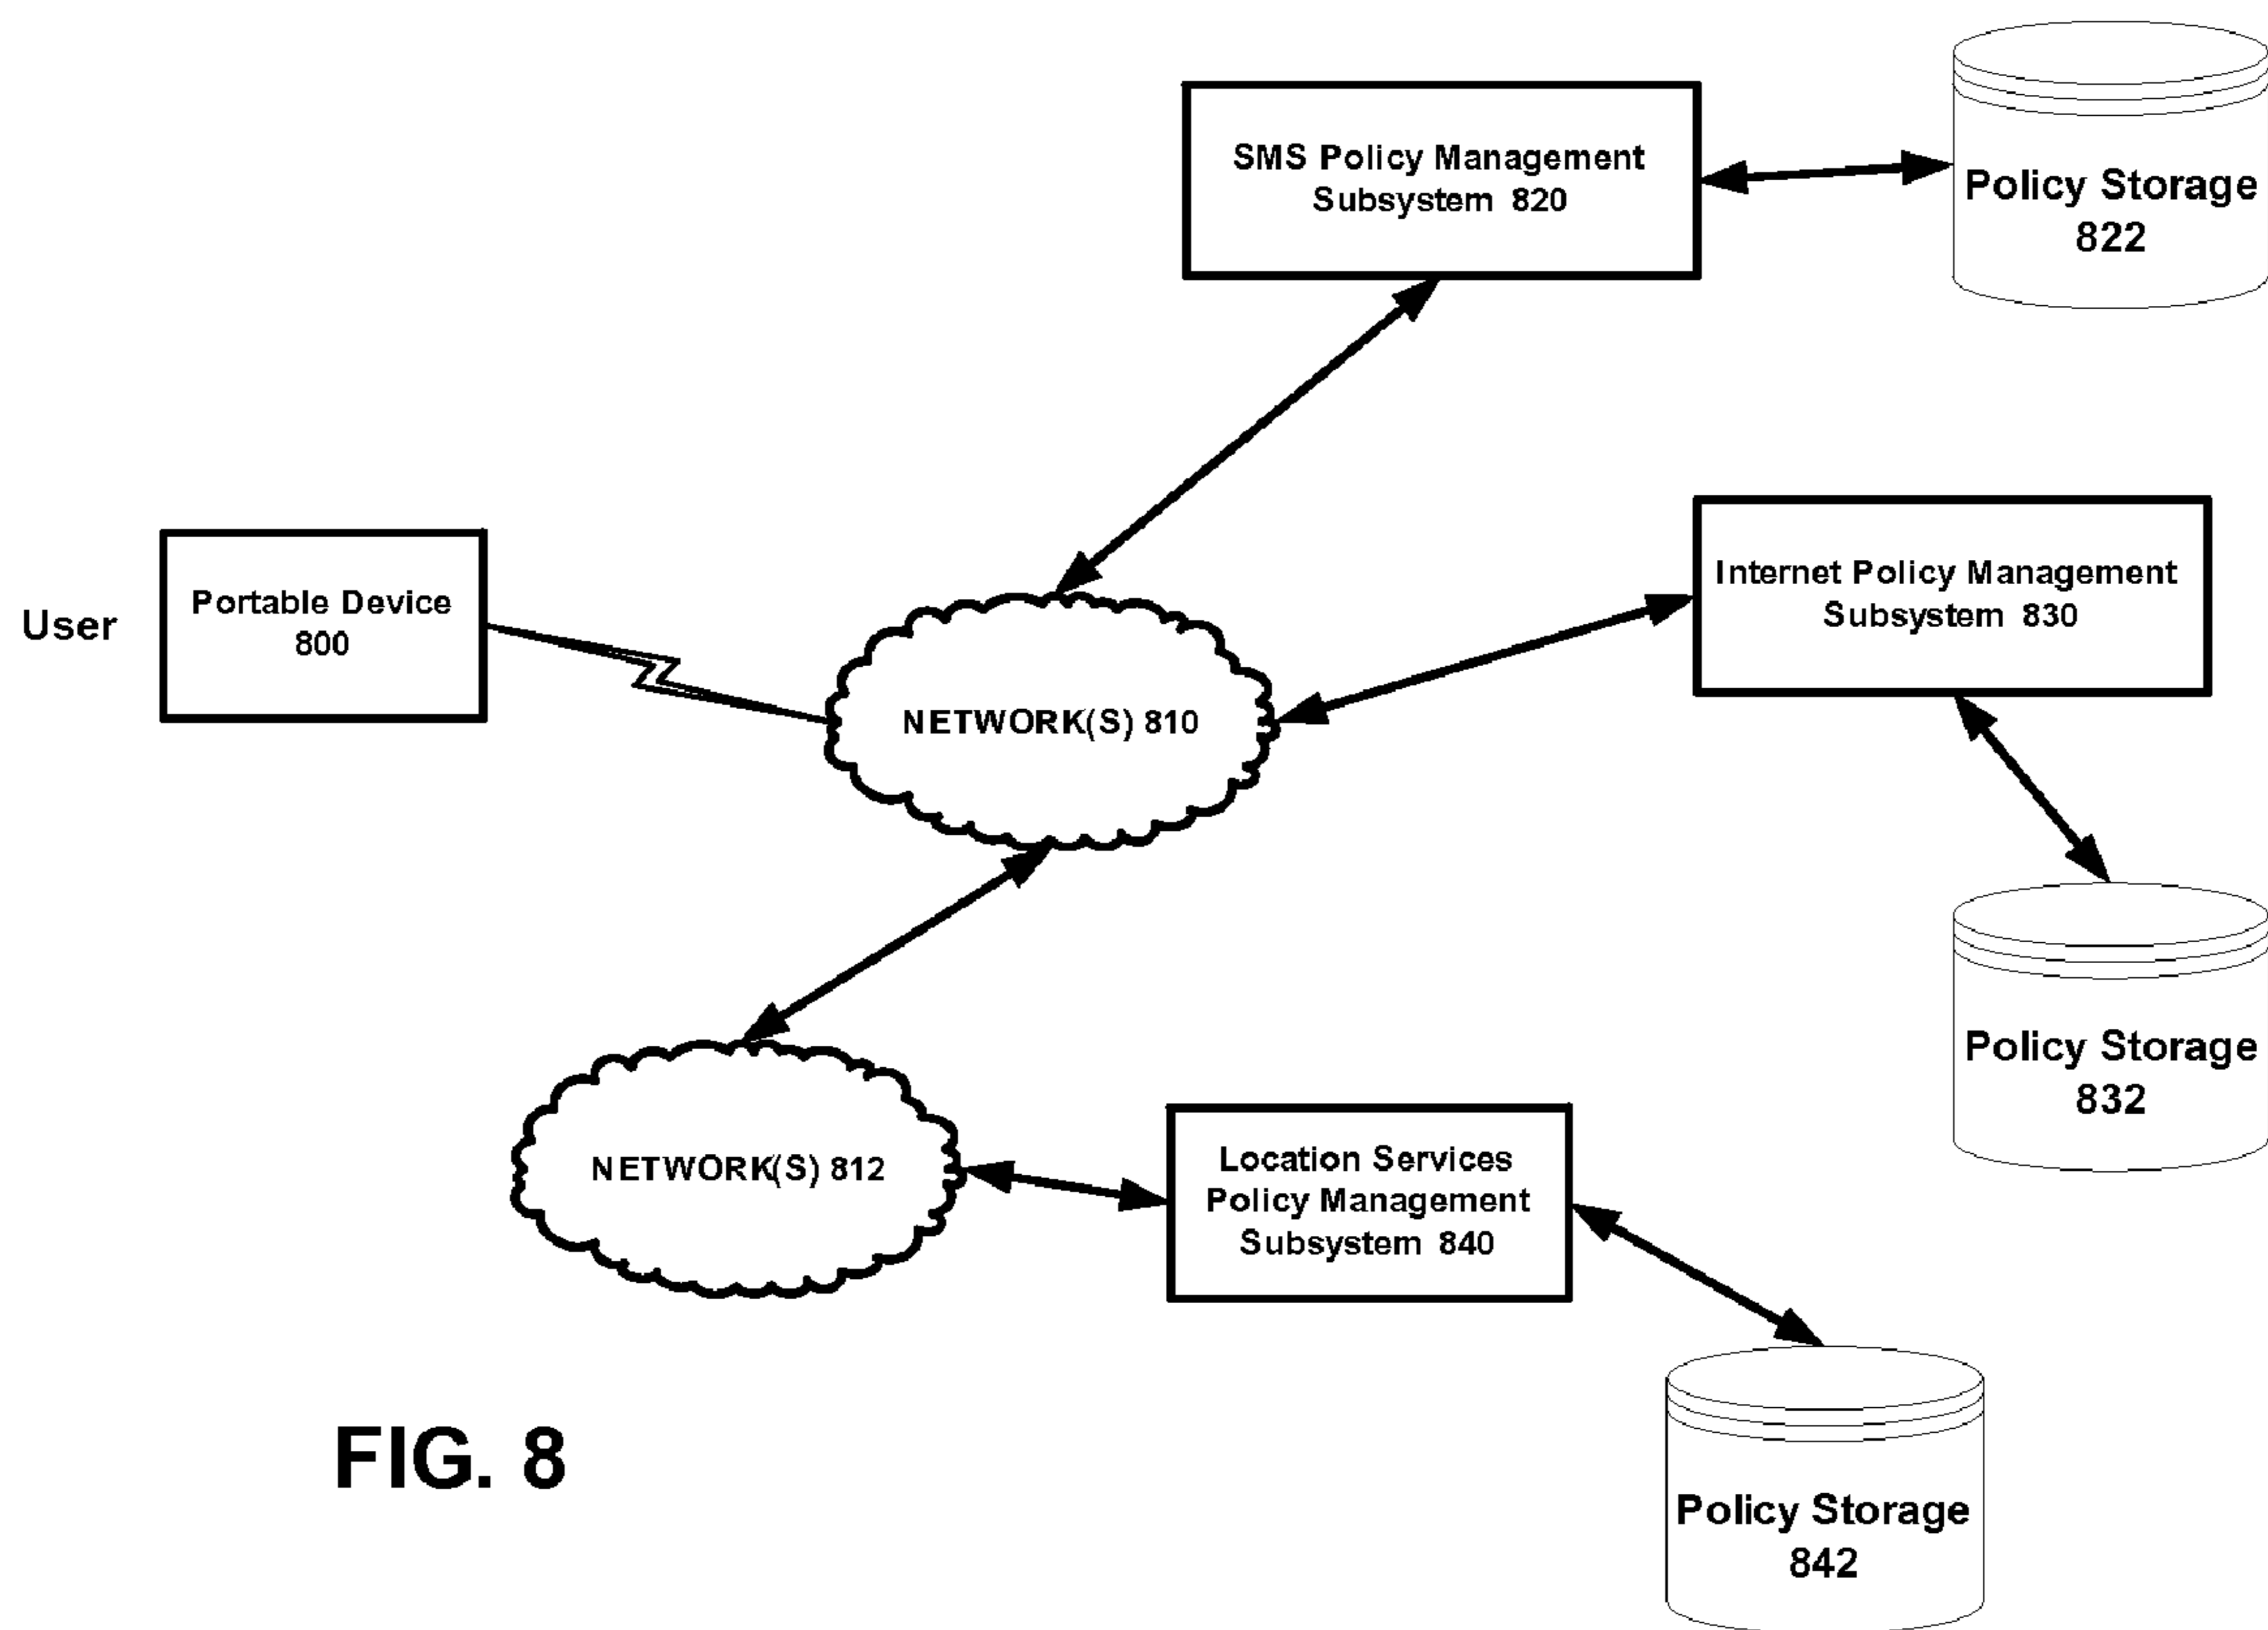 SMS Policy Management
Subsystem 820
Policy Storage
822
User
Portable Device
800
NETWORK(S) 810
Internet Policy Management
Subsystem 830
Policy Storage
832
NETWORK(S) 812
Location Services
Policy Management
Subsystem 840
Policy Storage
842
FIG. 8